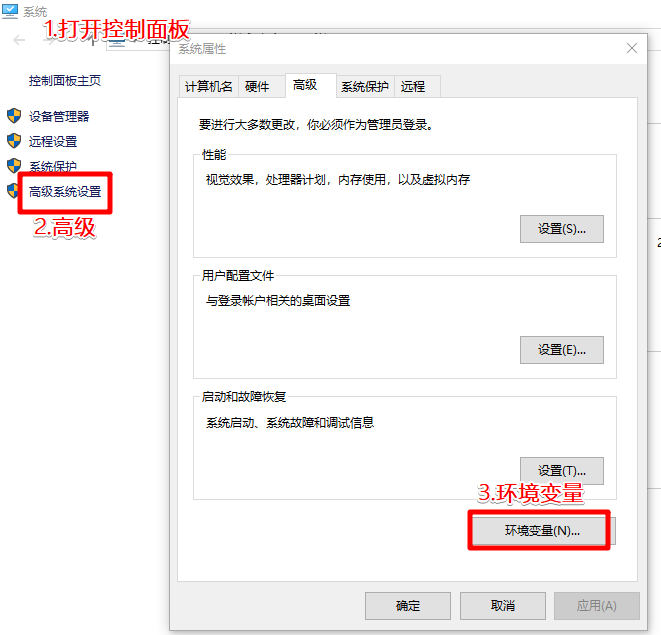 系统
1.打开控制面板
控制面板主页
设备管理器
远程设置
系统保护
高级系统设置
2.高级
系统属性
计算机名 硬件 高级 系统保护 远程
要进行大多数更改，你必须作为管理员登录。
性能
视觉效果，处理器计划，内存使用，以及虚拟内存
设置(S)...
用户配置文件
与登录帐户相关的桌面设置
设置(E)...
启动和故障恢复
系统启动、系统故障和调试信息
设置(T)...
3.环境变量
环境变量(N)...
确定 取消 应用(A)